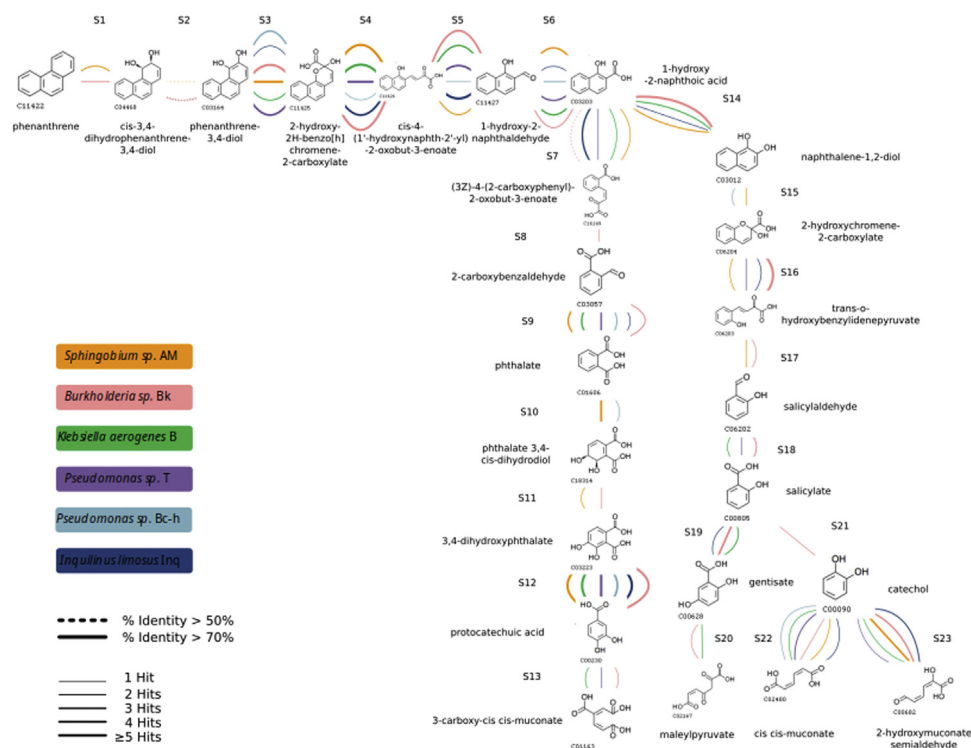 S1
S2
S3
S4
S5
S6
C11422
C04468
C03164
C11425
C11426
C11427
C03203
phenanthrene
cis-3,4-
dihydrophenanthrene-
3,4-diol
phenanthrene-
3,4-diol
2-hydroxy-
2H-benzo[h]
chromene-
2-carboxylate
cis-4-
(1'-hydroxynaphth-2'-yl)
-2-oxobut-3-enoate
1-hydroxy-2-
naphthaldehyde
1-hydroxy
-2-naphthoic acid
S14
S7
(3Z)-4-(2-carboxyphenyl)-
2-oxobut-3-enoate
naphthalene-1,2-diol
C03012
S15
S8
2-hydroxychromene-
2-carboxylate
C06204
2-carboxybenzaldehyde
C03057
S16
trans-o-
hydroxybenzylidenepyruvate
C06203
S9
Sphingobium sp. AM
phthalate
C01606
S17
Burkholderia sp. Bk
salicylaldehyde
C06202
S10
Klebsiella aerogenes B
phthalate 3,4-
cis-dihydrodiol
C18314
S18
Pseudomonas sp. T
salicylate
C00805
S11
Pseudomonas sp. Bc-h
3,4-dihydroxyphthalate
C03223
S19
S21
Inquilinus limosus Inq
S12
gentisate
C00628
catechol
C00090
% Identity > 50%
% Identity > 70%
protocatechuic acid
C00230
S20
S22
S23
1 Hit
2 Hits
3 Hits
4 Hits
≥5 Hits
S13
3-carboxy-cis cis-muconate
C01163
maleylpyruvate
C02167
cis cis-muconate
C02480
2-hydroxymuconate
semialdehyde
C00682